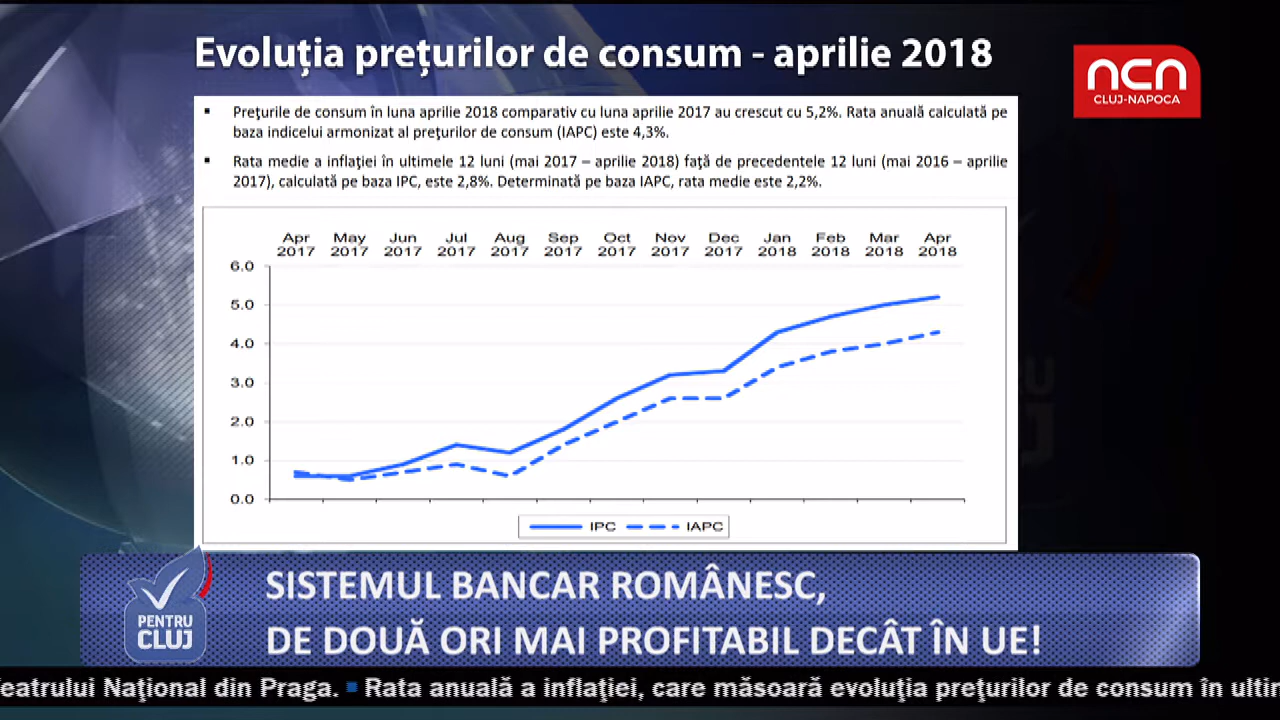 Evoluția prețurilor de consum - aprilie 2018
ncn
CLUJ-NAPOCA
▪ Prețurile de consum în luna aprilie 2018 comparativ cu luna aprilie 2017 au crescut cu 5,2%. Rata anuală calculată pe
baza indicelui armonizat al prețurilor de consum (IAPC) este 4,3%.
▪ Rata medie a inflației în ultimele 12 luni (mai 2017 – aprilie 2018) față de precedentele 12 luni (mai 2016 – aprilie
2017), calculată pe baza IPC, este 2,8%. Determinată pe baza IAPC, rata medie este 2,2%.
Apr May Jun Jul Aug Sep Oct Nov Dec Jan Feb Mar Apr
2017 2017 2017 2017 2017 2017 2017 2017 2017 2018 2018 2018 2018
6.0
5.0
4.0
3.0
2.0
1.0
0.0
IPC IAPC
PENTRU
CLUJ
SISTEMUL BANCAR ROMÂNESC,
DE DOUĂ ORI MAI PROFITABIL DECÂT ÎN UE!
eatrului Naţional din Praga. ▪ Rata anuală a inflaţiei, care măsoară evoluţia preţurilor de consum în ultim